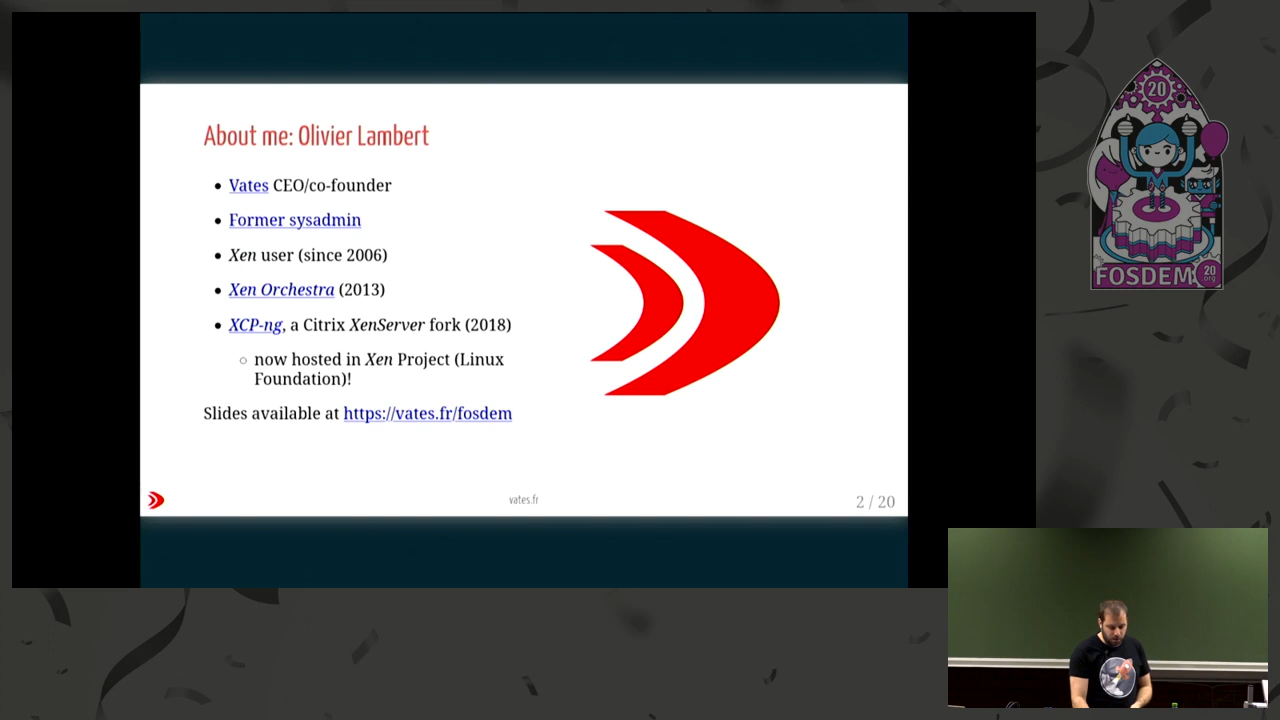 About me: Olivier Lambert
• Vates CEO/co-founder
• Former sysadmin
• Xen user (since 2006)
• Xen Orchestra (2013)
• XCP-ng, a Citrix XenServer fork (2018)
○ now hosted in Xen Project (Linux
Foundation)!
Slides available at https://vates.fr/fosdem
vates.fr
2 / 20
20
FOSDEM
20
.org